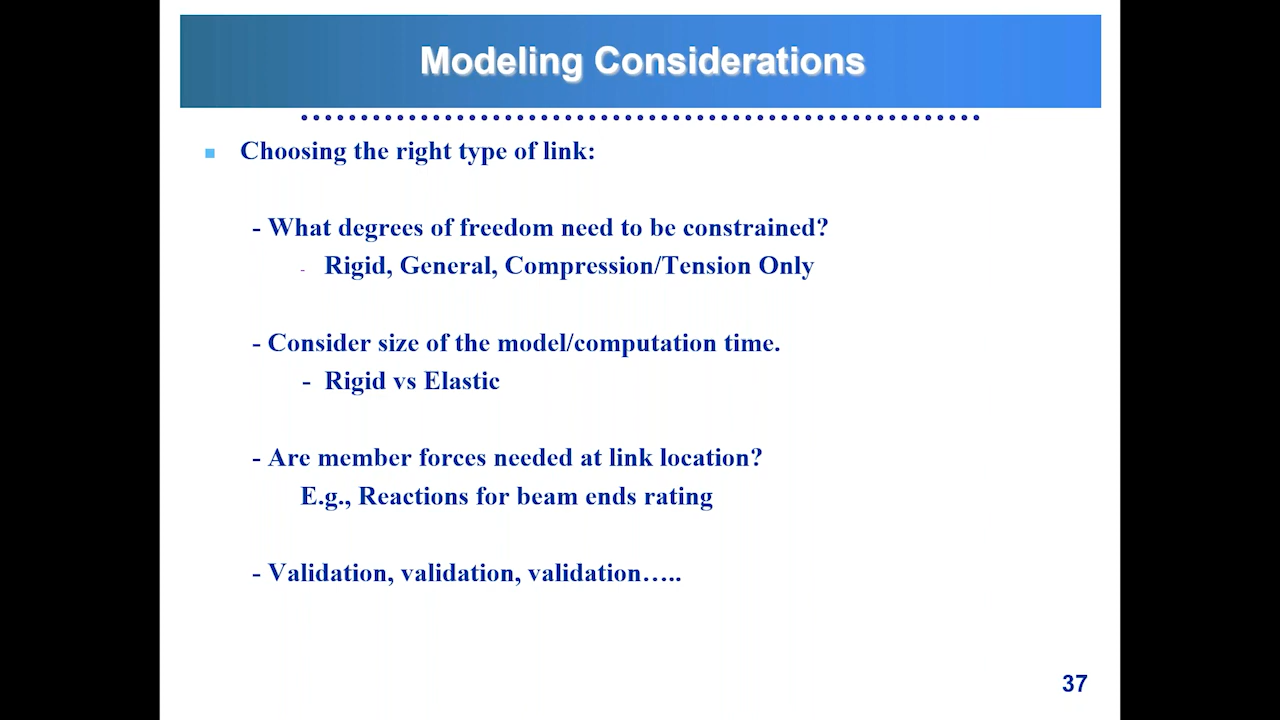 Modeling Considerations
Choosing the right type of link:
- What degrees of freedom need to be constrained?
- Rigid, General, Compression/Tension Only
- Consider size of the model/computation time.
- Rigid vs Elastic
- Are member forces needed at link location?
E.g., Reactions for beam ends rating
- Validation, validation, validation…..
37